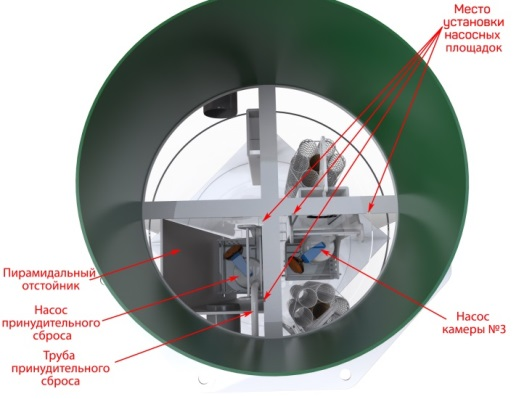 Место
установки
насосных
площадок
Пирамидальный
отстойник
Насос
принудительного
сброса
Труба
принудительного
сброса
Насос
камеры №3